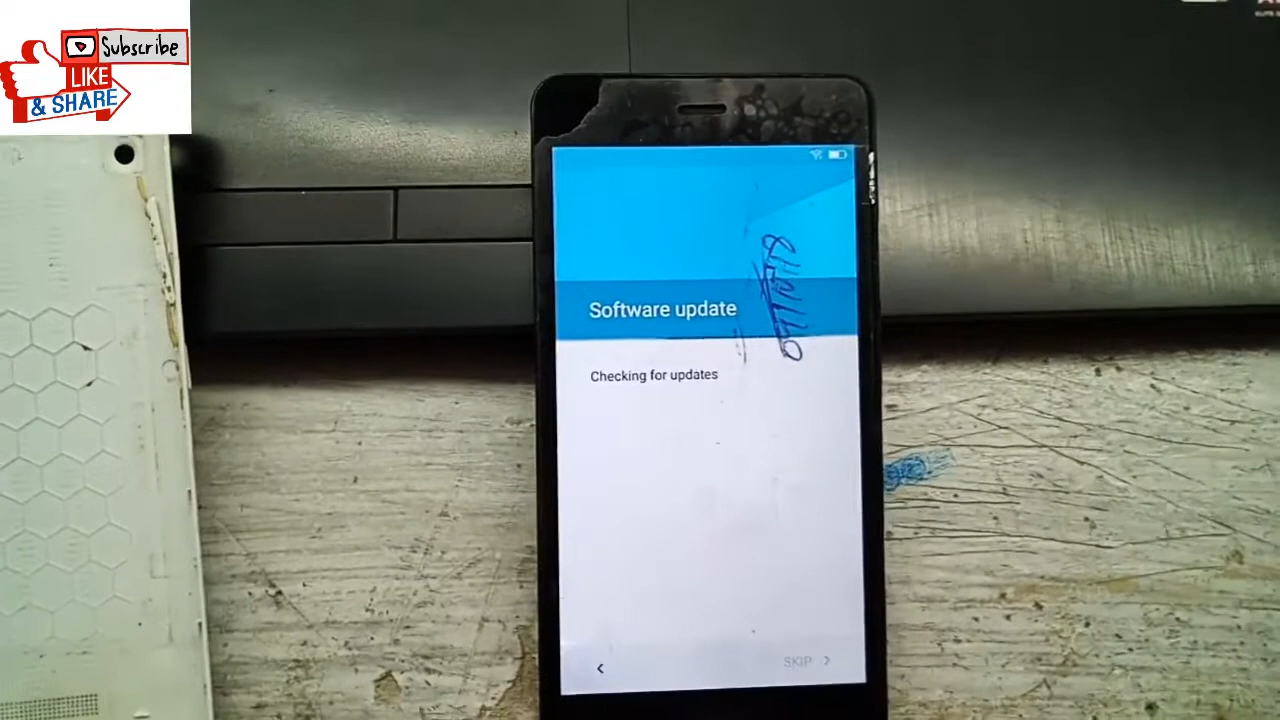 Subscribe
LIKE
& SHARE
Software update
Checking for updates
SKIP